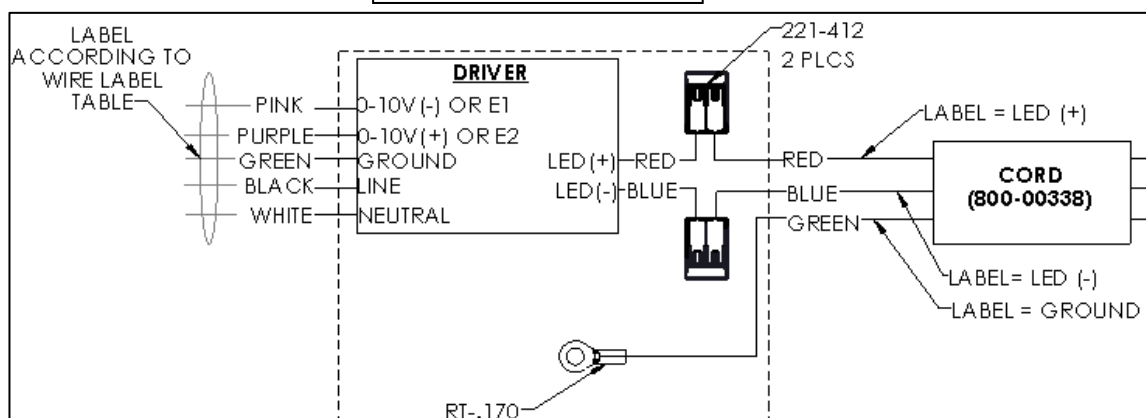 LABEL
ACCORDING TO
WIRE LABEL
TABLE
PINK
PURPLE
GREEN
BLACK
WHITE
DRIVER
0-10V (-) OR E1
0-10V (+) OR E2
GROUND
LINE
NEUTRAL
LED (+)
RED
LED (-)
BLUE
221-412
2 PLCS
RED
BLUE
GREEN
LABEL = LED (+)
CORD
(800-00338)
LABEL= LED (-)
LABEL = GROUND
RT-.170